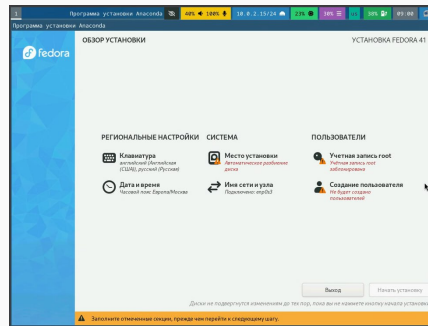 1 Программа установки Anaconda 40% 100% 10.0.2.15/24 23% 30% us 38% 09:00
Программа установки Anaconda
fedora
ОБЗОР УСТАНОВКИ
УСТАНОВКА FEDORA 41
РЕГИОНАЛЬНЫЕ НАСТРОЙКИ
СИСТЕМА
ПОЛЬЗОВАТЕЛИ
Клавиатура
английский (Английская
(США)), русский (Русская)
Место установки
Автоматическое разбиение
диска
Учетная запись root
Учётная запись root
заблокирована
Дата и время
Часовой пояс Европа/Москва
Имя сети и узла
Подключено: enp0s3
Создание пользователя
Не будет создано
пользователей
Выход
Начать установку
Диски не подвергнутся изменениям до тех пор, пока вы не нажмете кнопку начала установки
Заполните отмеченные секции, прежде чем перейти к следующему шагу.